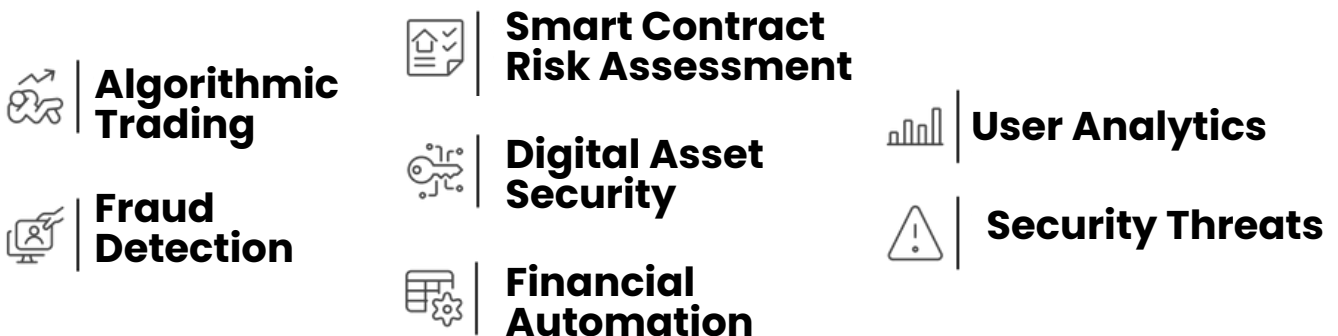 Algorithmic
Trading
Fraud
Detection
Smart Contract
Risk Assessment
Digital Asset
Security
Financial
Automation
User Analytics
Security Threats